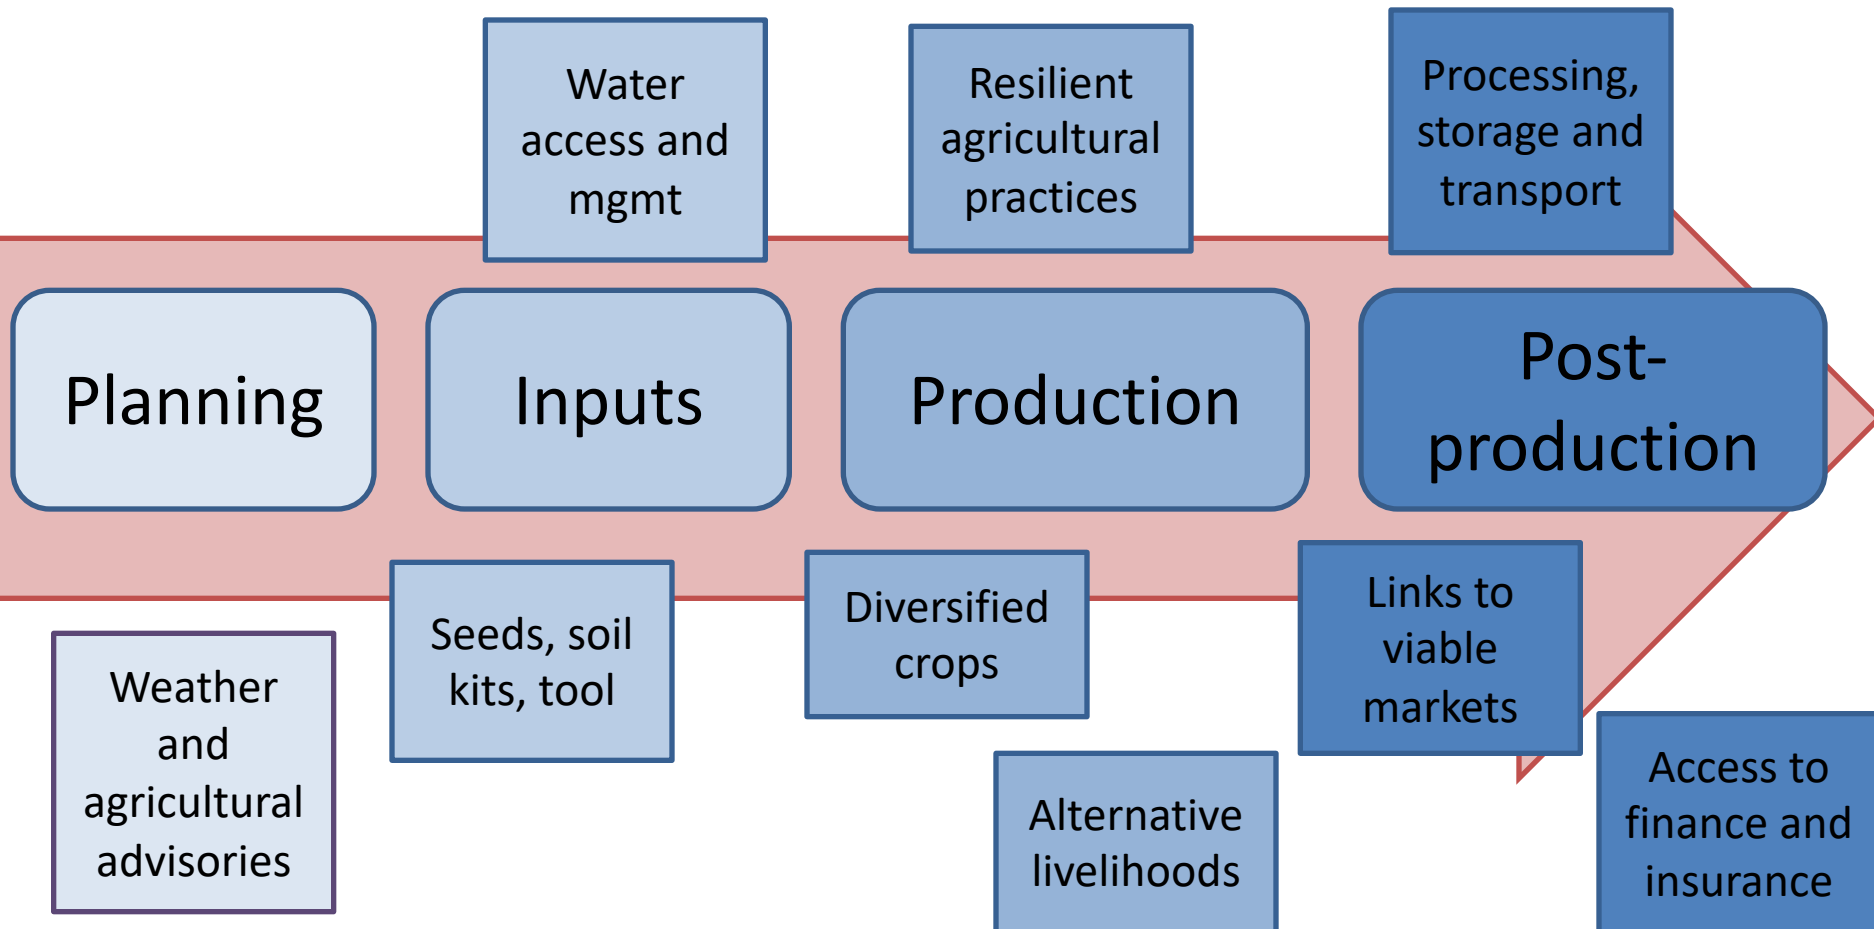 Water
access and
mgmt
Resilient
agricultural
practices
Processing,
storage and
transport
Planning
Inputs
Production
Post-
production
Weather
and
agricultural
advisories
Seeds, soil
kits, tool
Diversified
crops
Alternative
livelihoods
Links to
viable
markets
Access to
finance and
insurance